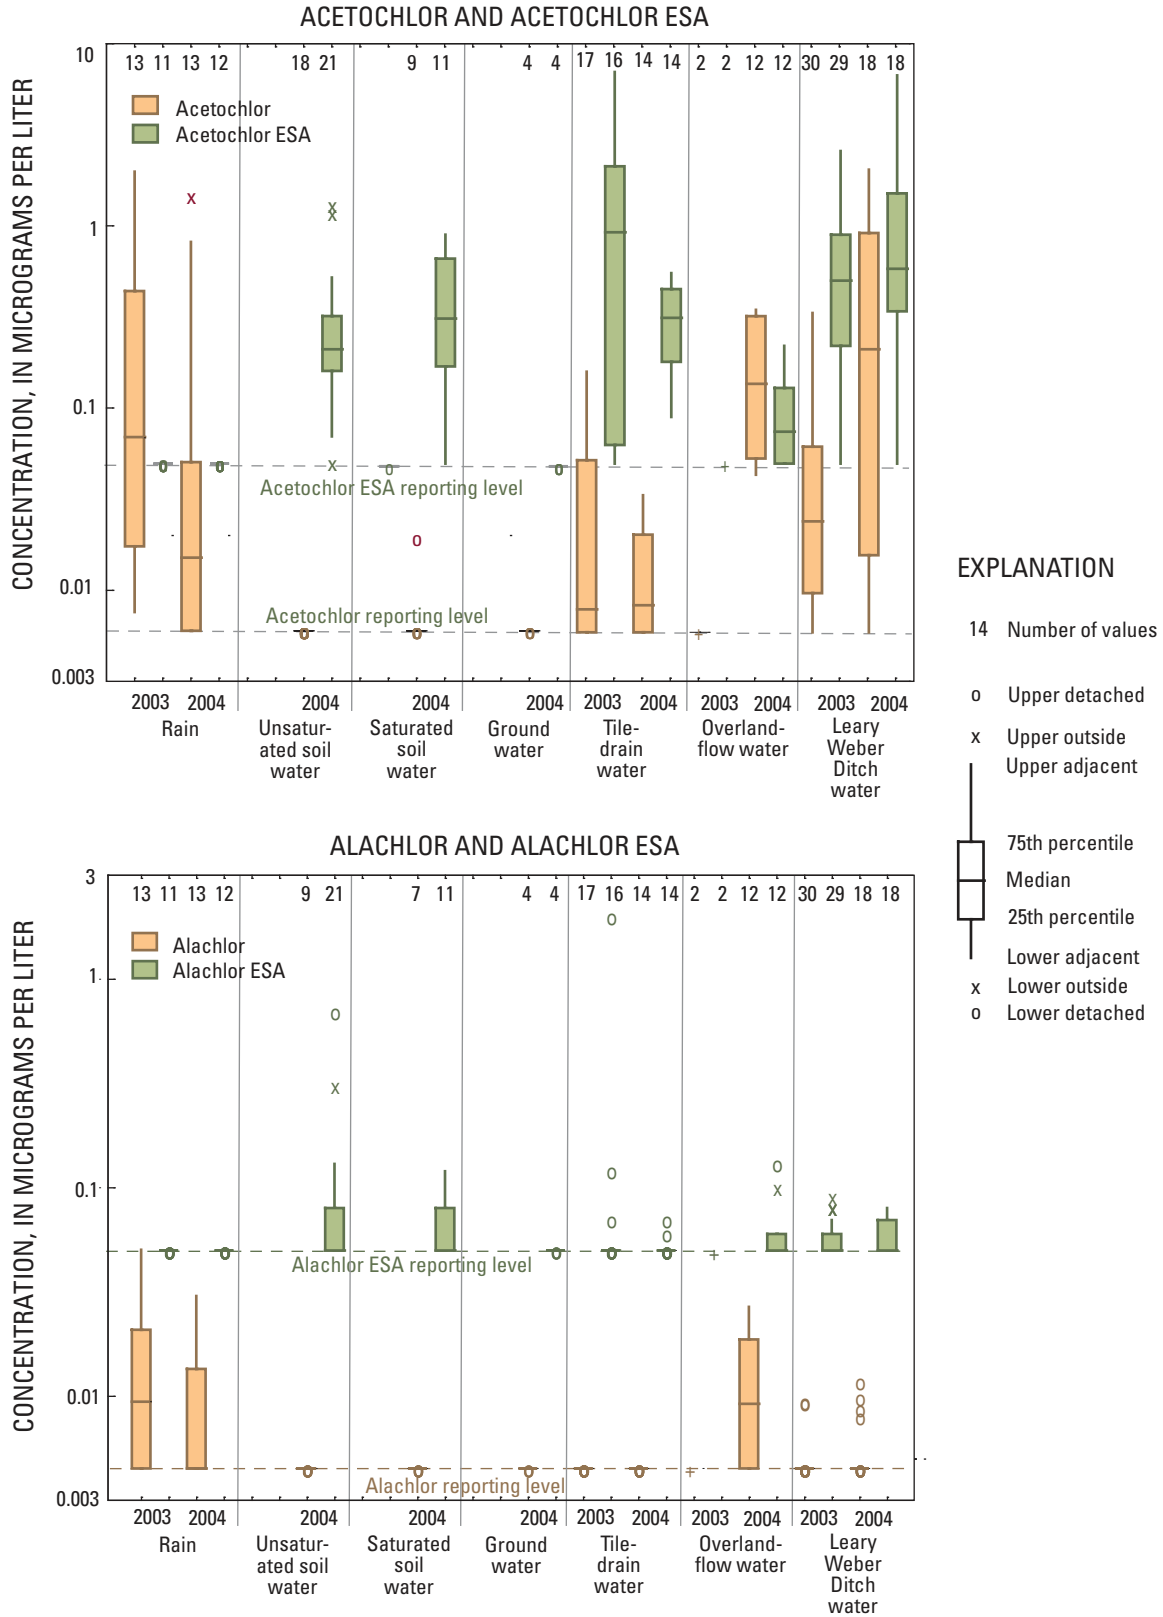 ACETOCHLOR AND ACETOCHLOR ESA
CONCENTRATION, IN MICROGRAMS PER LITER
10
1
0.1
0.01
0.003
13 11 13 12 18 21 9 11 4 4 17 16 14 14 2 2 12 12 30 29 18 18
Acetochlor
Acetochlor ESA
x
x
x
x
x
o
o
o
o
o
Acetochlor ESA reporting level
o
Acetochlor reporting level
o
o
o
2003 2004 2004 2004 2004 2003 2004 2003 2004 2003 2004
Rain
Unsatur-
ated soil
water
Saturated
soil
water
Ground
water
Tile-
drain
water
Overland-
flow water
Leary
Weber
Ditch
water
EXPLANATION
14 Number of values
o Upper detached
x Upper outside
Upper adjacent
75th percentile
Median
25th percentile
Lower adjacent
x Lower outside
o Lower detached
ALACHLOR AND ALACHLOR ESA
CONCENTRATION, IN MICROGRAMS PER LITER
3
1
0.1
0.01
0.003
13 11 13 12 9 21 7 11 4 4 17 16 14 14 2 2 12 12 30 29 18 18
Alachlor
Alachlor ESA
Alachlor ESA reporting level
Alachlor reporting level
2003 2004 2004 2004 2004 2003 2004 2003 2004 2003 2004
Rain
Unsatur-
ated soil
water
Saturated
soil
water
Ground
water
Tile-
drain
water
Overland-
flow water
Leary
Weber
Ditch
water